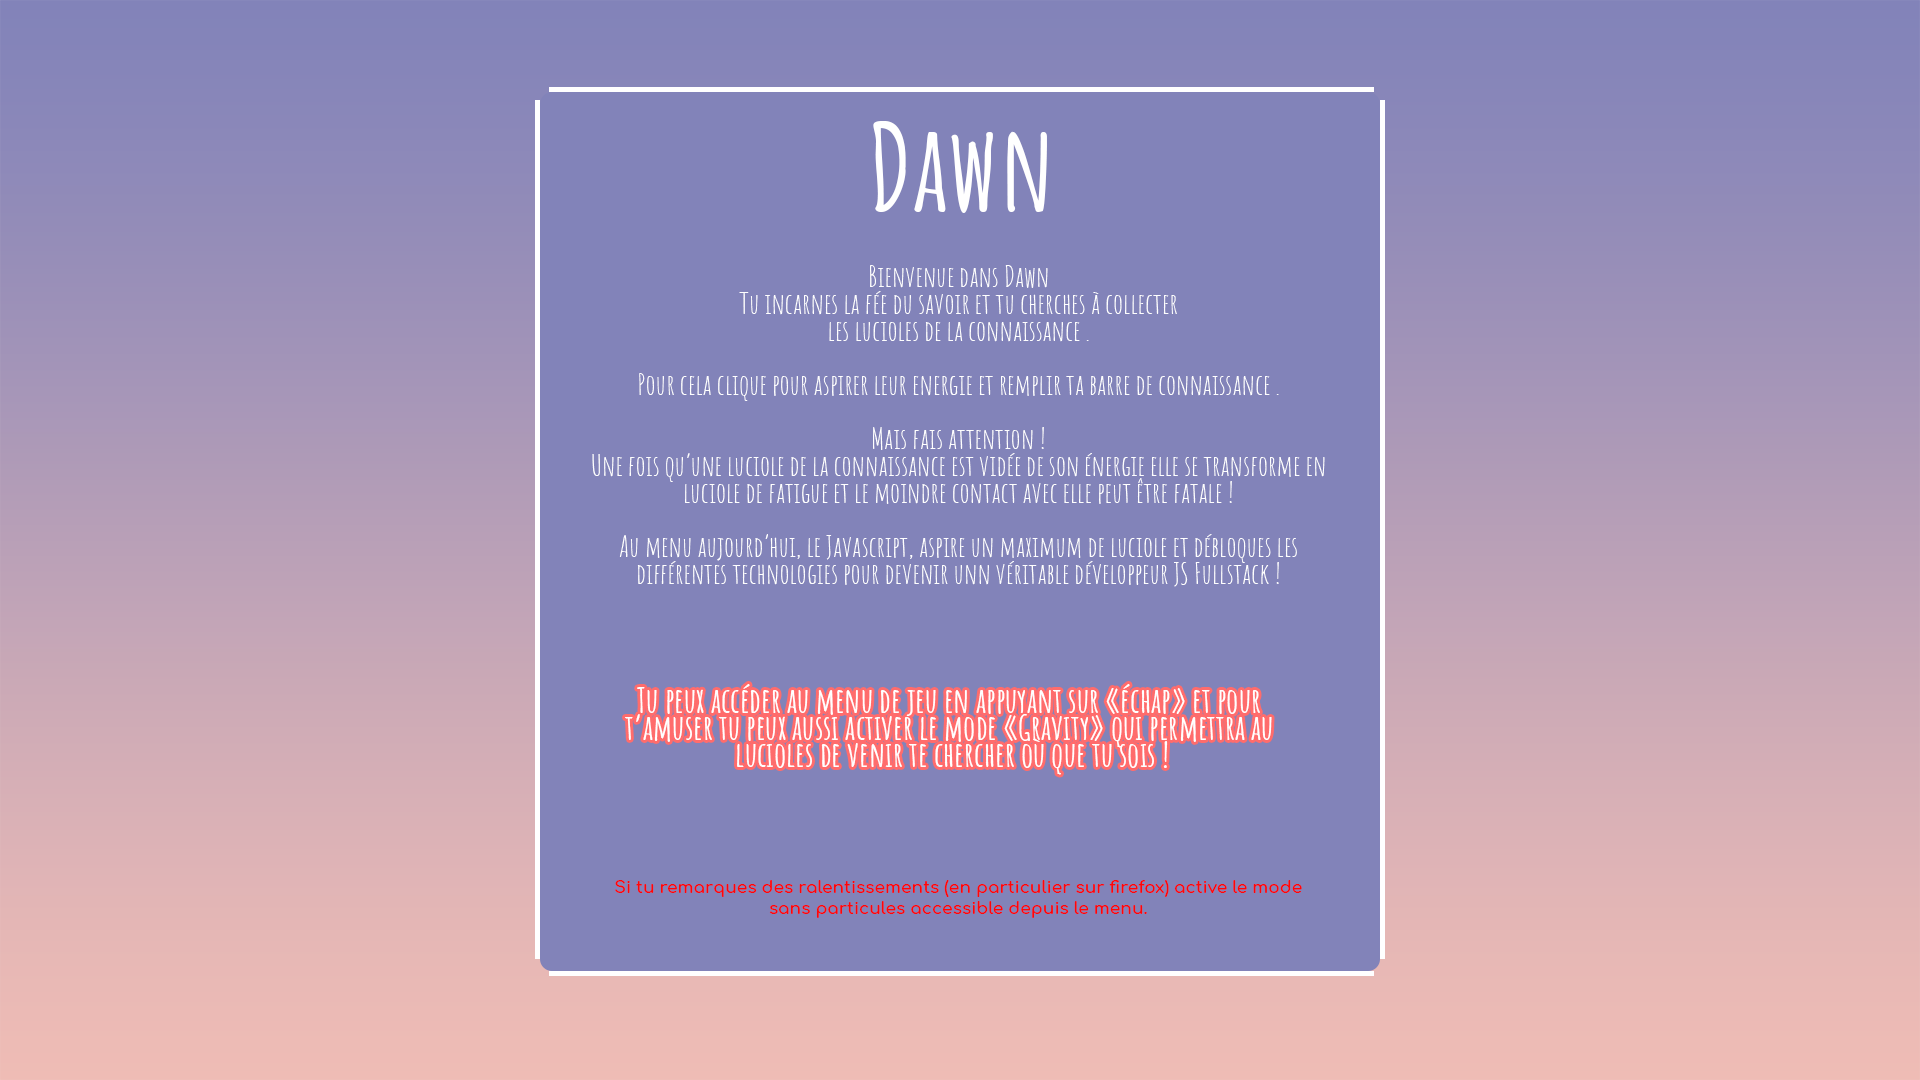 Dawn
Bienvenue dans Dawn
Tu incarnes la fée du savoir et tu cherches à collecter
les lucioles de la connaissance .
Pour cela clique pour aspirer leur energie et remplir ta barre de connaissance .
Mais fais attention !
Une fois qu'une luciole de la connaissance est vidée de son énergie elle se transforme en
luciole de fatigue et le moindre contact avec elle peut être fatale !
Au menu aujourd'hui, le Javascript, aspire un maximum de luciole et débloques les
différentes technologies pour devenir unn véritable développeur JS Fullstack !
Tu peux accéder au menu de jeu en appuyant sur «échap» et pour
t'amuser tu peux aussi activer le mode «Gravity» qui permettra au
lucioles de venir te chercher où que tu sois !
Si tu remarques des ralentissements (en particulier sur firefox) active le mode
sans particules accessible depuis le menu.